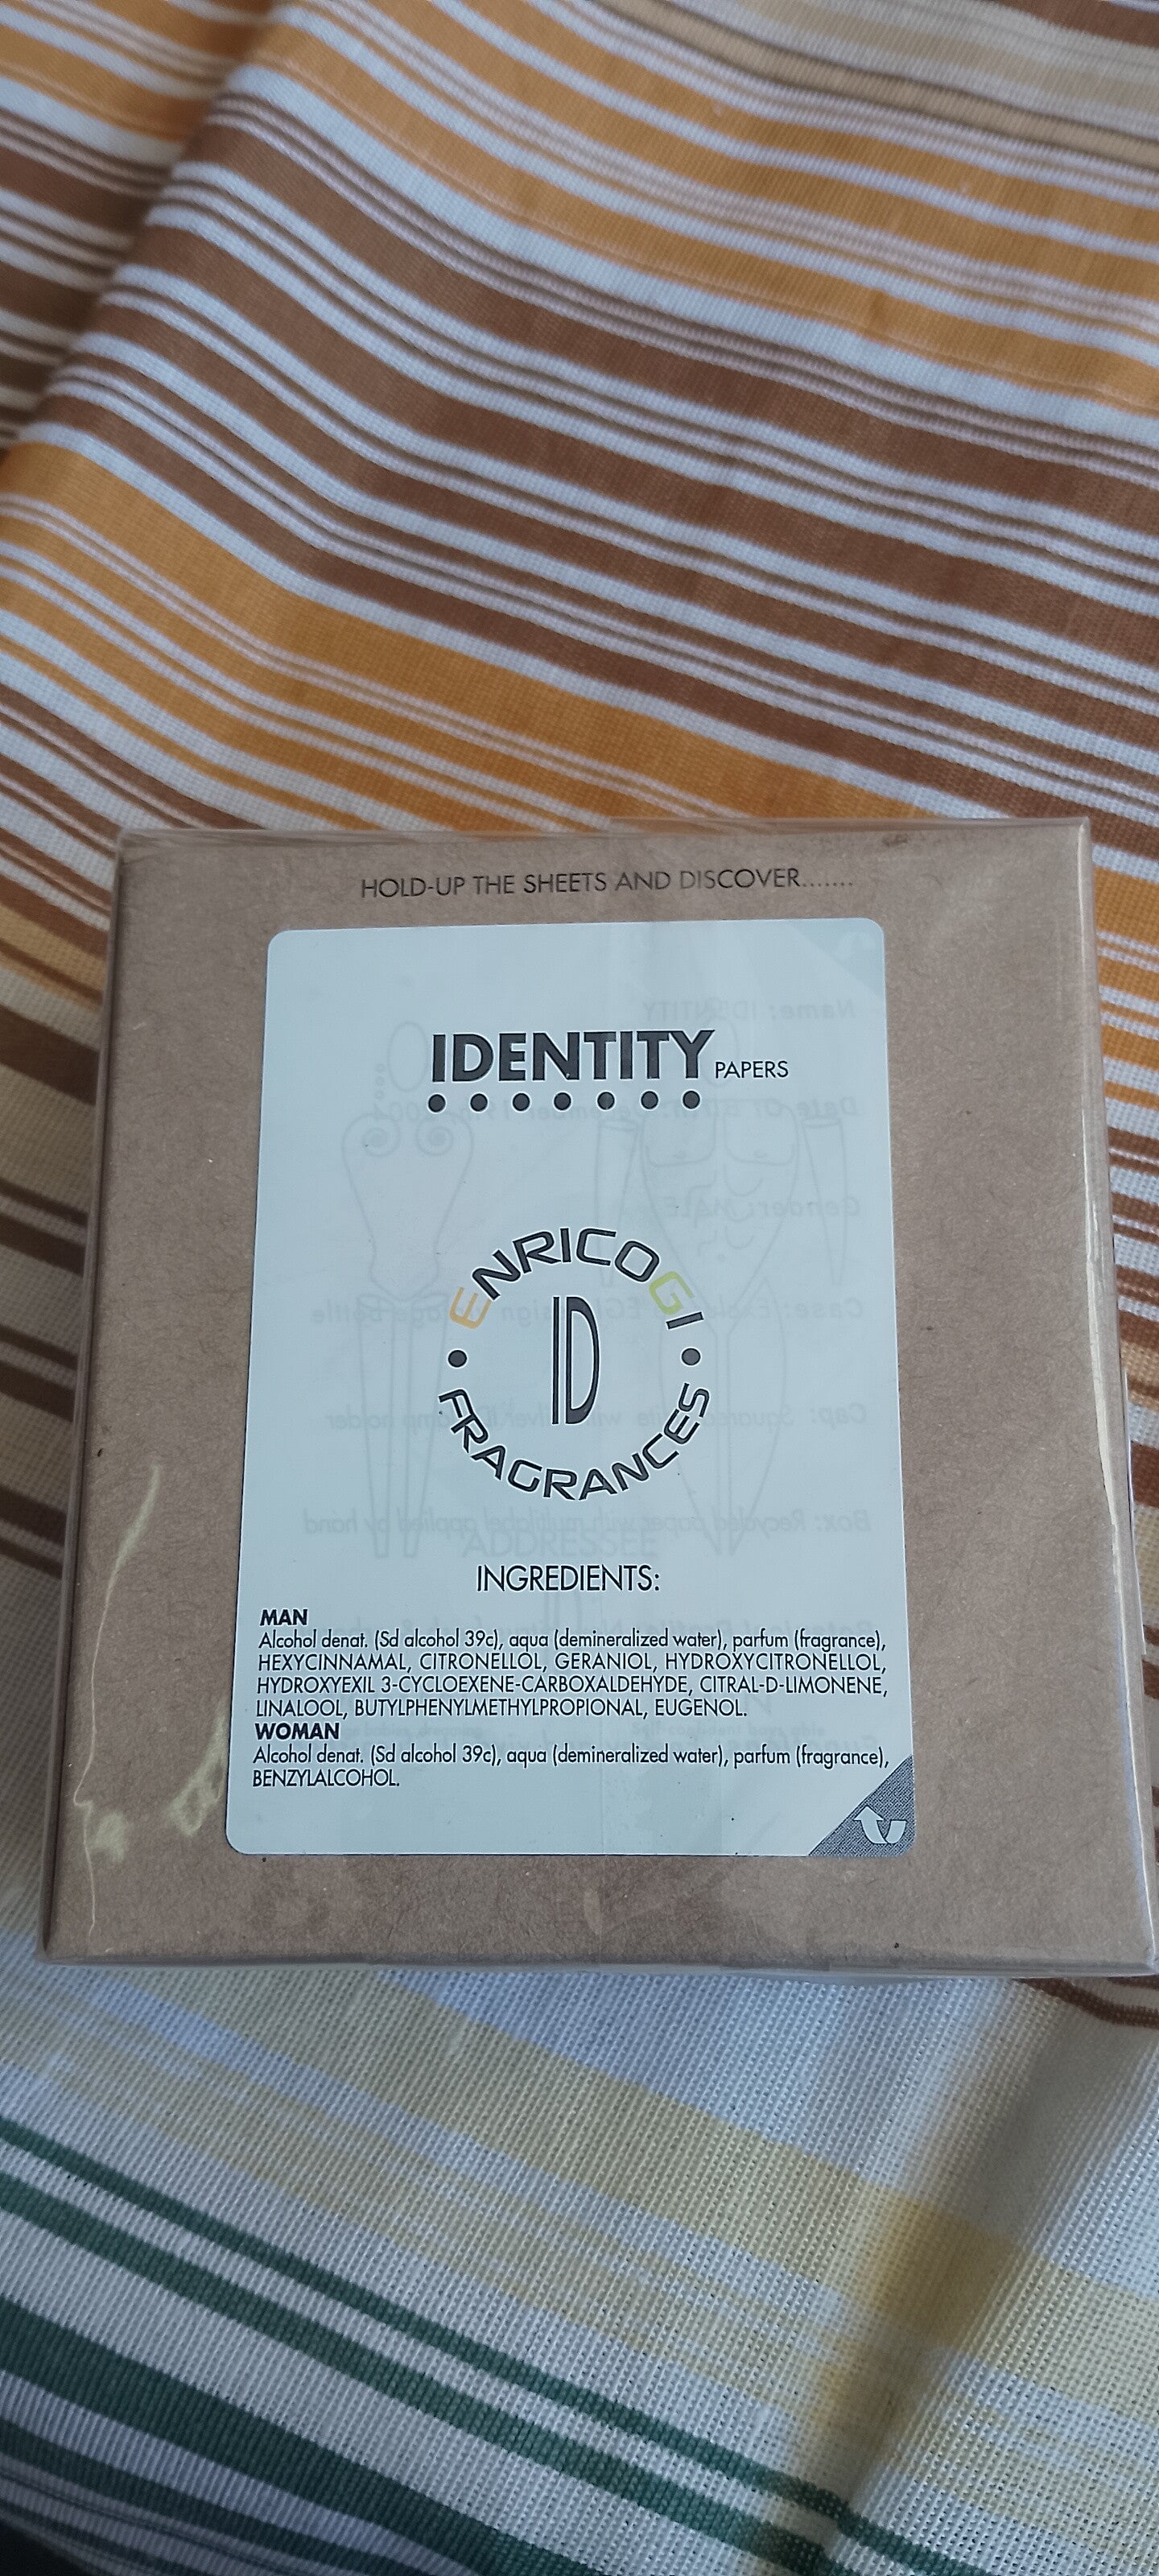 HOLD-UP THE SHEETS AND DISCOVER.......
IDENTITY PAPERS
ENRICOGI
ID
FRAGRANCES
ADDRESSEE
INGREDIENTS:
MAN
Alcohol denat. (Sd alcohol 39c), aqua (demineralized water), parfum (fragrance),
HEXYCINNAMAL, CITRONELLOL, GERANIOL, HYDROXYCITRONELLOL,
HYDROXYEXIL 3-CYCLOEXENE-CARBOXALDEHYDE, CITRAL-D-LIMONENE,
LINALOOL, BUTYLPHENYLMETHYLPROPIONAL, EUGENOL.
WOMAN
Alcohol denat. (Sd alcohol 39c), aqua (demineralized water), parfum (fragrance),
BENZYLALCOHOL.